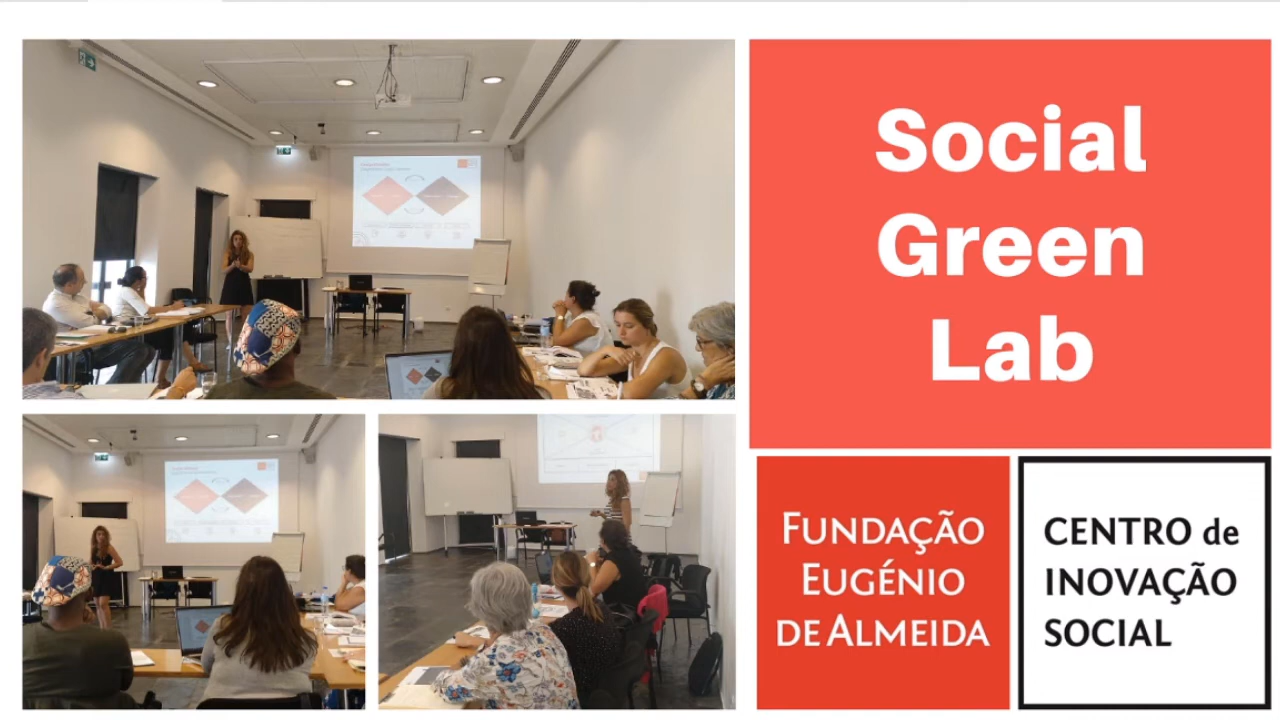 Social
Green
Lab
FUNDAÇÃO
EUGÉNIO
DE ALMEIDA
CENTRO de
INOVAÇÃO
SOCIAL